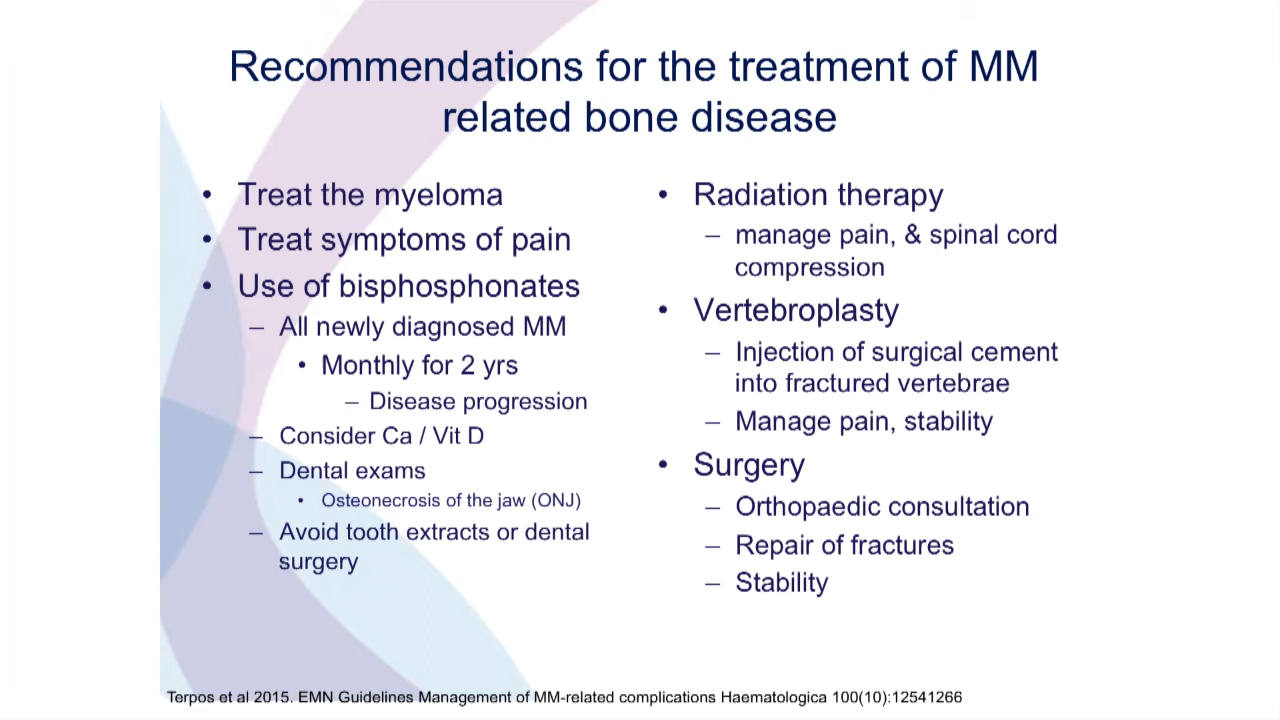 Recommendations for the treatment of MM
related bone disease
• Treat the myeloma
• Treat symptoms of pain
• Use of bisphosphonates
– All newly diagnosed MM
• Monthly for 2 yrs
– Disease progression
– Consider Ca / Vit D
– Dental exams
• Osteonecrosis of the jaw (ONJ)
– Avoid tooth extracts or dental
surgery
• Radiation therapy
– manage pain, & spinal cord
compression
• Vertebroplasty
– Injection of surgical cement
into fractured vertebrae
– Manage pain, stability
• Surgery
– Orthopaedic consultation
– Repair of fractures
– Stability
Terpos et al 2015. EMN Guidelines Management of MM-related complications Haematologica 100(10):12541266